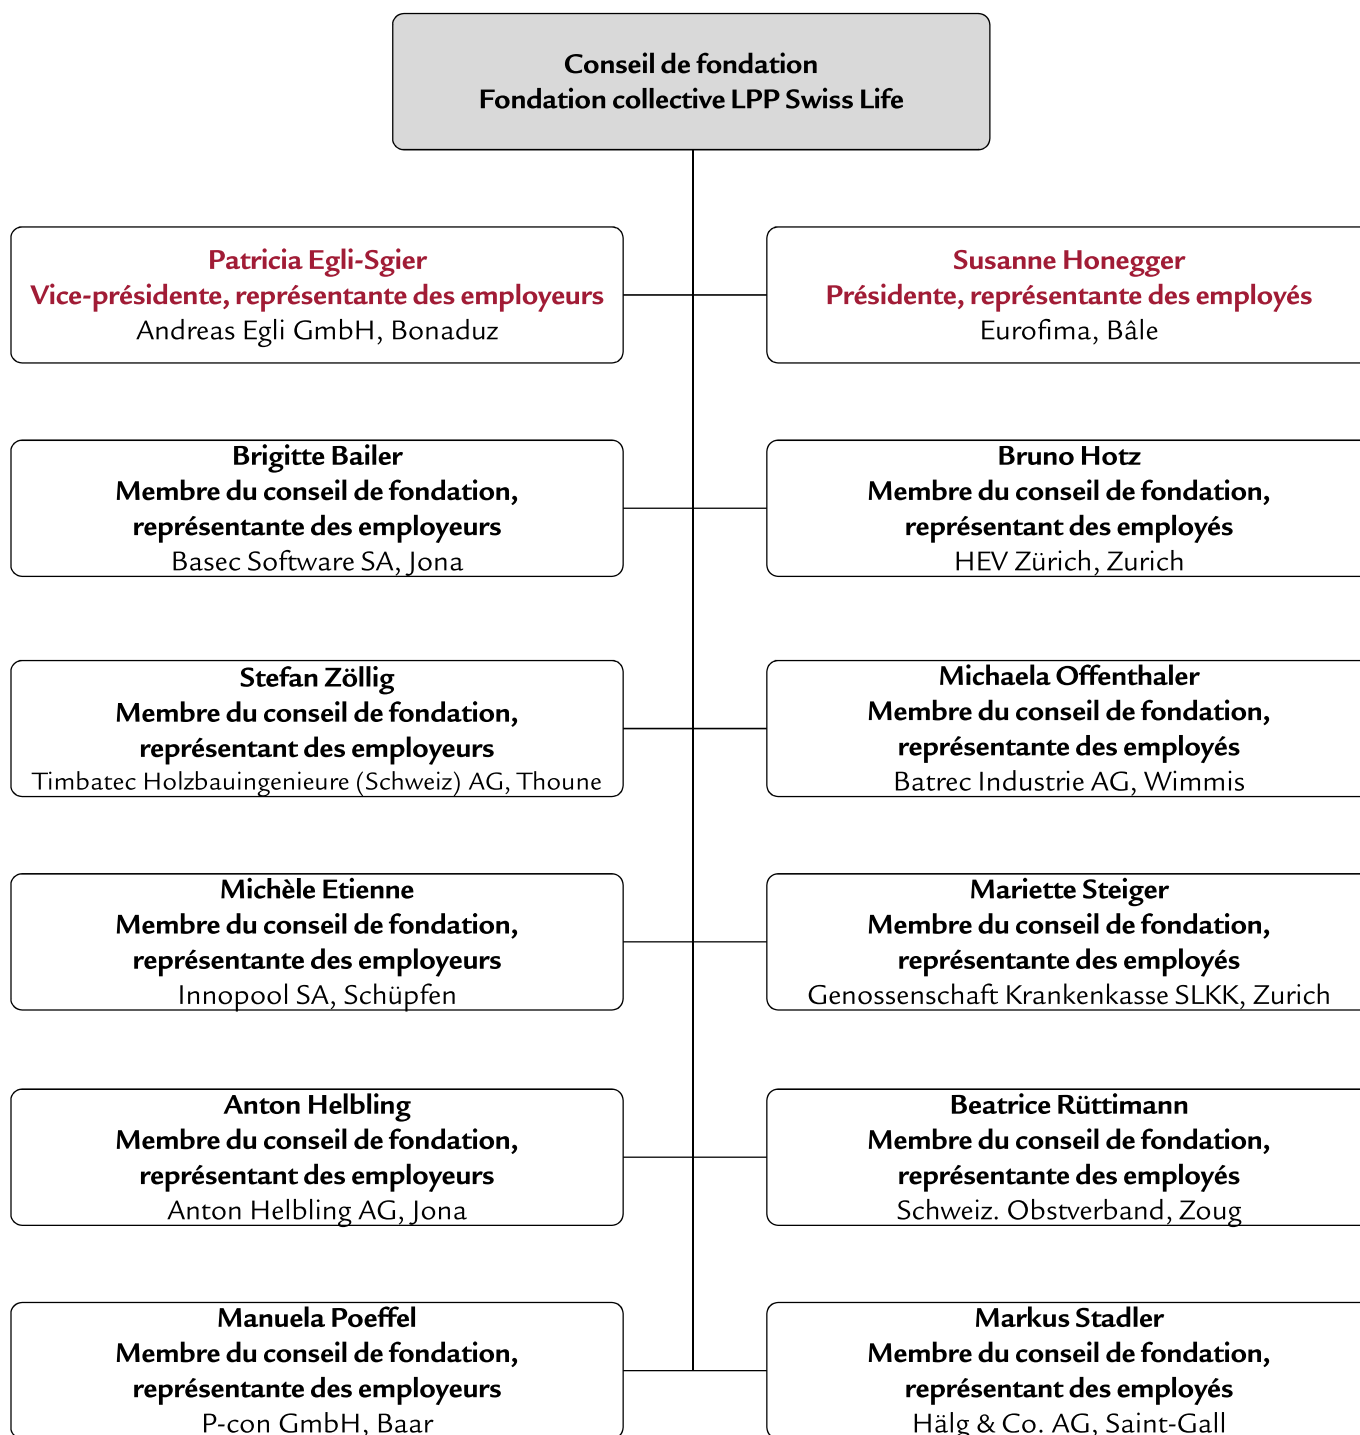 Conseil de fondation
Fondation collective LPP Swiss Life
Patricia Egli-Sgier
Vice-présidente, représentante des employeurs
Andreas Egli GmbH, Bonaduz
Susanne Honegger
Présidente, représentante des employés
Eurofima, Bâle
Brigitte Bailer
Membre du conseil de fondation,
représentante des employeurs
Basec Software SA, Jona
Bruno Hotz
Membre du conseil de fondation,
représentant des employés
HEV Zürich, Zurich
Stefan Zöllig
Membre du conseil de fondation,
représentant des employeurs
Timbatec Holzbauingenieure (Schweiz) AG, Thoune
Michaela Offenthaler
Membre du conseil de fondation,
représentante des employés
Batrec Industrie AG, Wimmis
Michèle Etienne
Membre du conseil de fondation,
représentante des employeurs
Innopool SA, Schüpfen
Mariette Steiger
Membre du conseil de fondation,
représentante des employés
Genossenschaft Krankenkasse SLKK, Zurich
Anton Helbling
Membre du conseil de fondation,
représentant des employeurs
Anton Helbling AG, Jona
Beatrice Rüttimann
Membre du conseil de fondation,
représentante des employés
Schweiz. Obstverband, Zoug
Manuela Poeffel
Membre du conseil de fondation,
représentante des employeurs
P-con GmbH, Baar
Markus Stadler
Membre du conseil de fondation,
représentant des employés
Hälg & Co. AG, Saint-Gall